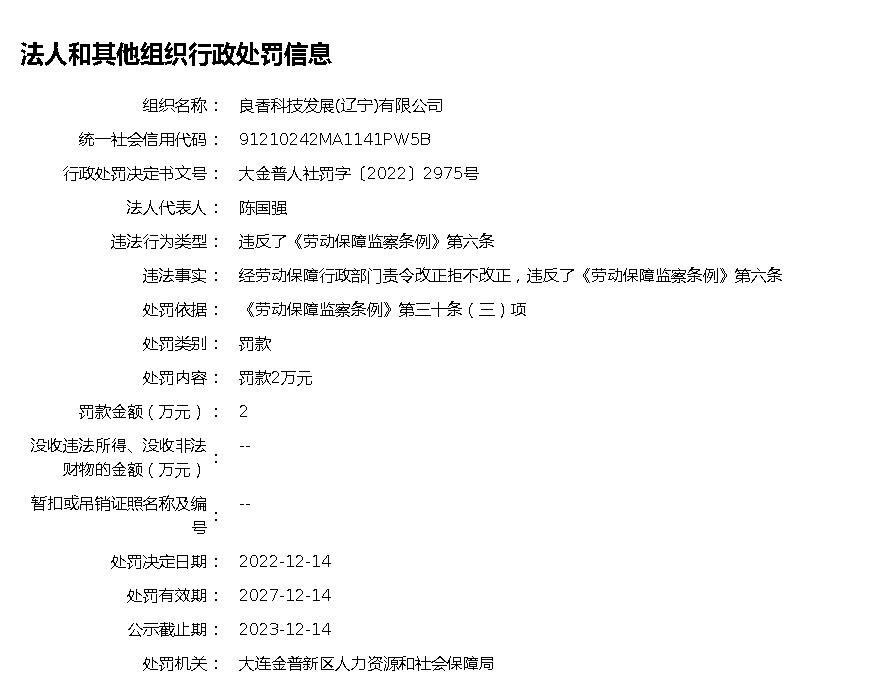 法人和其他组织行政处罚信息
组织名称： 良香科技发展(辽宁)有限公司
统一社会信用代码： 91210242MA1141PW5B
行政处罚决定书文号： 大金普人社罚字〔2022〕2975号
法人代表人： 陈国强
违法行为类型： 违反了《劳动保障监察条例》第六条
违法事实： 经劳动保障行政部门责令改正拒不改正，违反了《劳动保障监察条例》第六条
处罚依据： 《劳动保障监察条例》第三十条（三）项
处罚类别： 罚款
处罚内容： 罚款2万元
罚款金额（万元）： 2
没收违法所得、没收非法
财物的金额（万元）： --
暂扣或吊销证照名称及编
号： --
处罚决定日期： 2022-12-14
处罚有效期： 2027-12-14
公示截止期： 2023-12-14
处罚机关： 大连金普新区人力资源和社会保障局